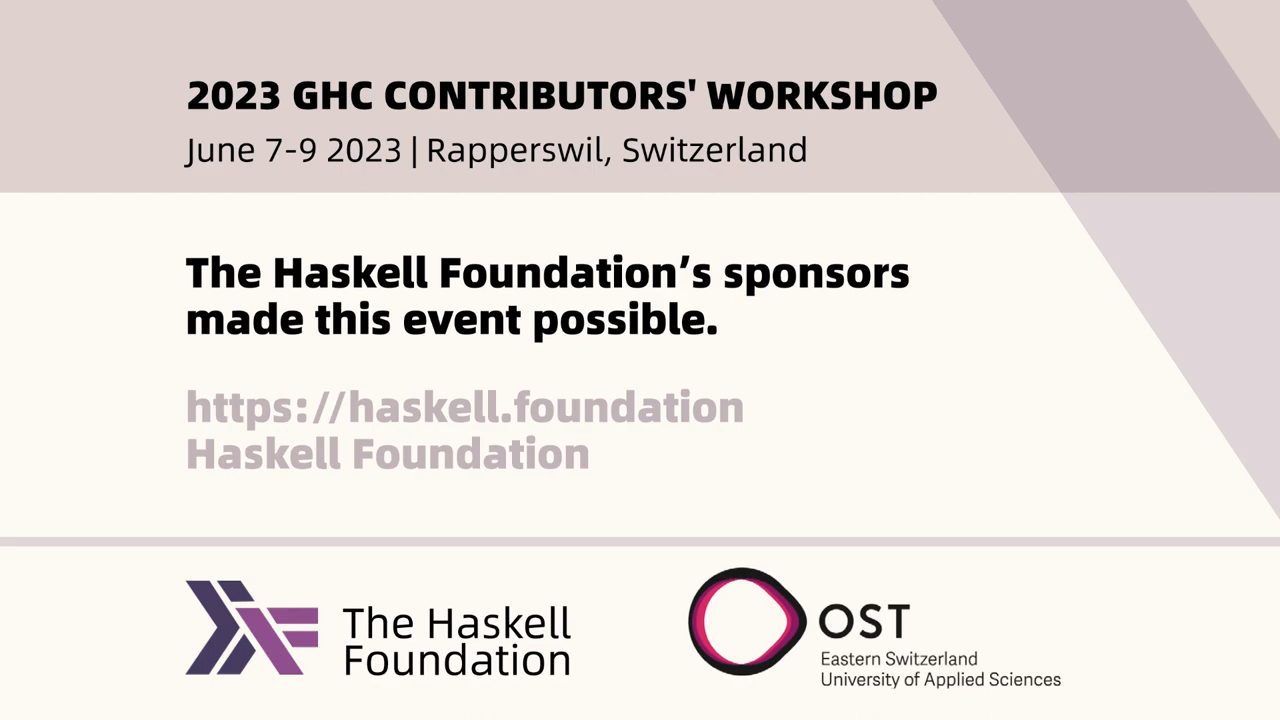 2023 GHC CONTRIBUTORS' WORKSHOP
June 7-9 2023 | Rapperswil, Switzerland
The Haskell Foundation’s sponsors
made this event possible.
https://haskell.foundation
Haskell Foundation
The Haskell
Foundation
OST
Eastern Switzerland
University of Applied Sciences